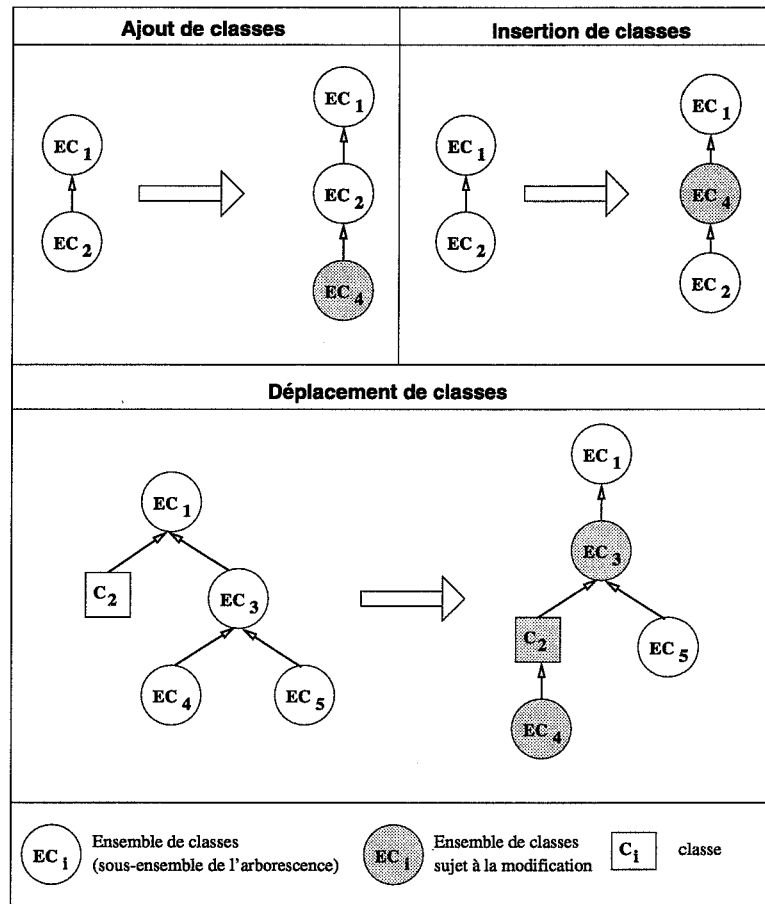 Ajout de classes
Insertion de classes
EC 1
EC 2
EC 1
EC 2
EC 4
EC 1
EC 2
EC 1
EC 4
EC 2
Déplacement de classes
EC 1
C 2
EC 3
EC 4
EC 5
EC 1
EC 3
C 2
EC 5
EC 4
EC i
Ensemble de classes
(sous-ensemble de l'arborescence)
EC i
Ensemble de classes
sujet à la modification
C i
classe